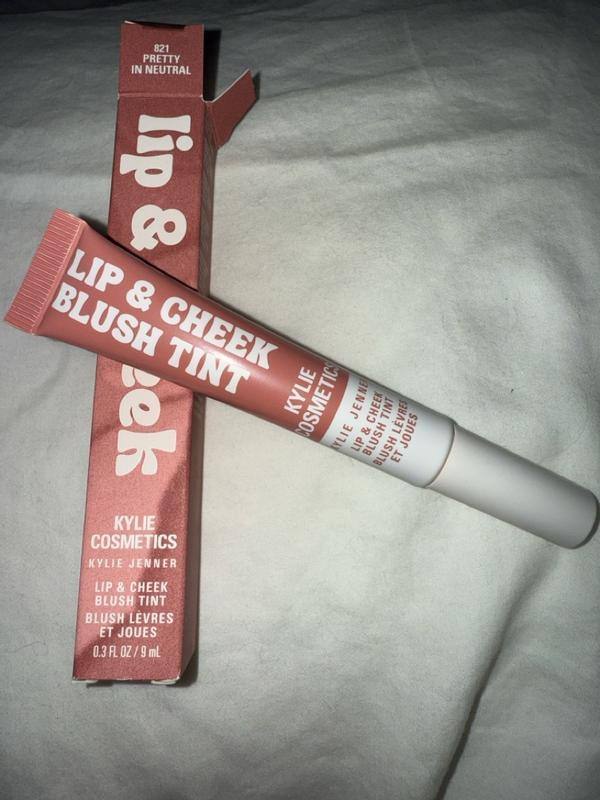 821
PRETTY
IN NEUTRAL
lip &
eek
KYLIE
COSMETICS
KYLIE JENNER
LIP & CHEEK
BLUSH TINT
BLUSH LÈVRES
ET JOUES
0.3 FL OZ / 9 mL
LIP & CHEEK
BLUSH TINT
KYLIE
COSMETICS
KYLIE JENNER
LIP & CHEEK
BLUSH TINT
BLUSH LÈVRES
ET JOUES